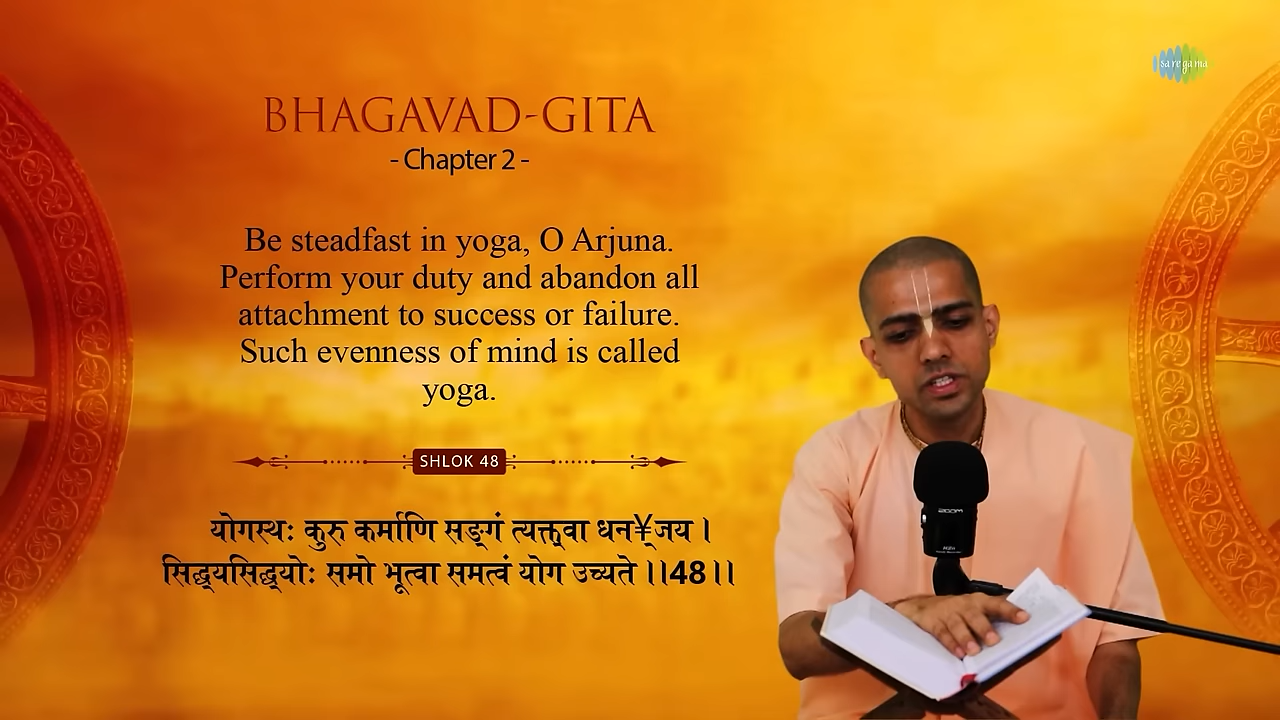 saregama
BHAGAVAD-GITA
- Chapter 2 -
Be steadfast in yoga, O Arjuna.
Perform your duty and abandon all
attachment to success or failure.
Such evenness of mind is called
yoga.
SHLOK 48
योगस्थः कुरु कर्माणि सङ्गं त्यक्त्वा धन¥्जय ।
सिद्ध्यसिद्ध्योः समो भूत्वा समत्वं योग उच्यते ।।48।।
zoom